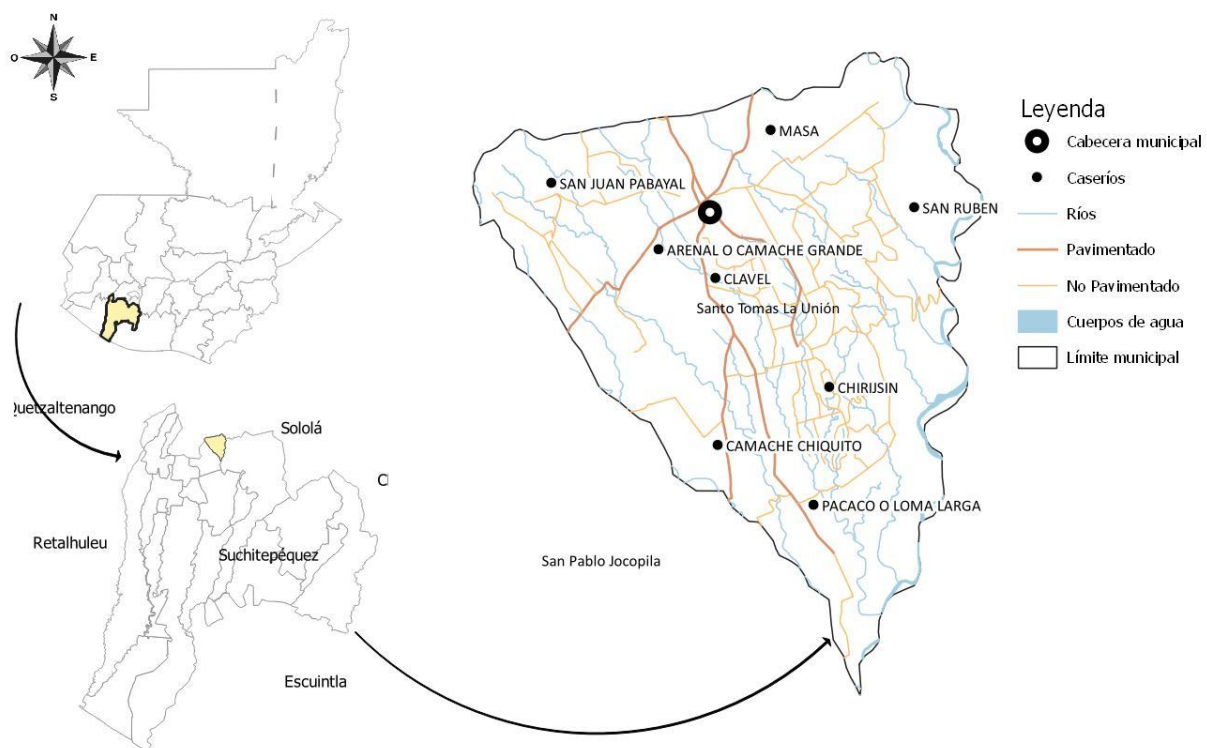 N
O
E
S
Quetzaltenango
Sololá
Retalhuleu
Suchitepéquez
Escuintla
MASA
SAN JUAN PABAYAL
SAN RUBEN
ARENAL O CAMACHE GRANDE
CLAVEL
Santo Tomas La Unión
CHIRIJSIN
CAMACHE CHIQUITO
PACACO O LOMA LARGA
San Pablo Jocopila
Leyenda
Cabecera municipal
Caseríos
Ríos
Pavimentado
No Pavimentado
Cuerpos de agua
Límite municipal